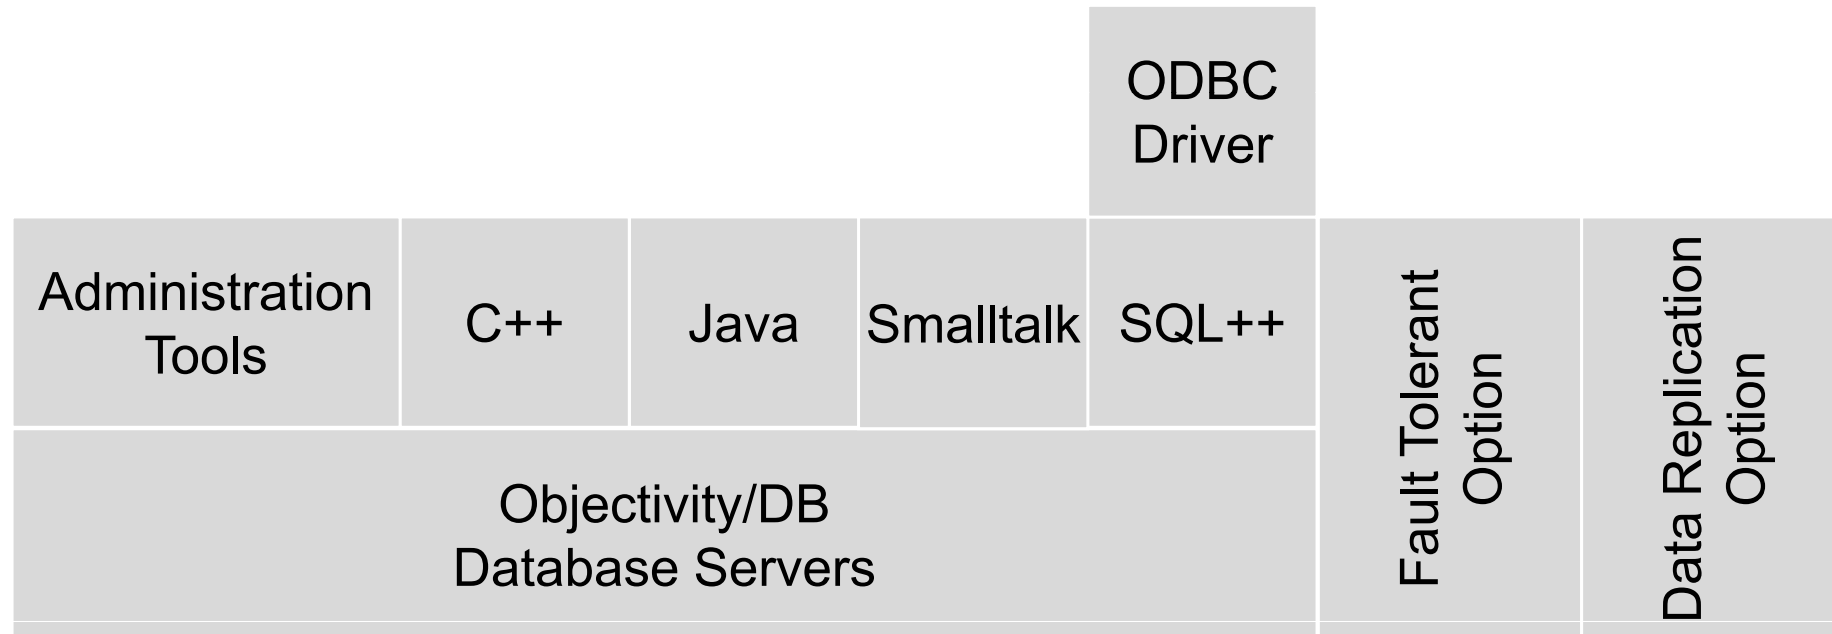 ODBC
Driver
Administration
Tools
C++
Java
Smalltalk
SQL++
Fault Tolerant
Option
Data Replication
Option
Objectivity/DB
Database Servers